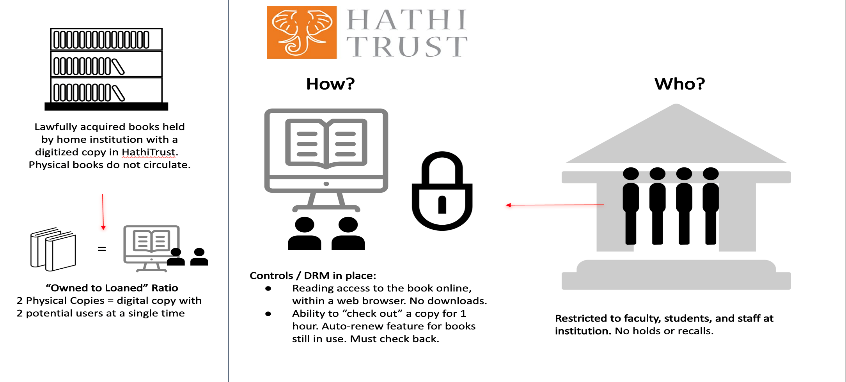 Lawfully acquired books held
by home institution with a
digitized copy in HathiTrust.
Physical books do not circulate.
=
“Owned to Loaned” Ratio
2 Physical Copies = digital copy with
2 potential users at a single time
HATHI
TRUST
How?
Controls / DRM in place:
● Reading access to the book online,
within a web browser. No downloads.
● Ability to “check out” a copy for 1
hour. Auto-renew feature for books
still in use. Must check back.
Who?
Restricted to faculty, students, and staff at
institution. No holds or recalls.